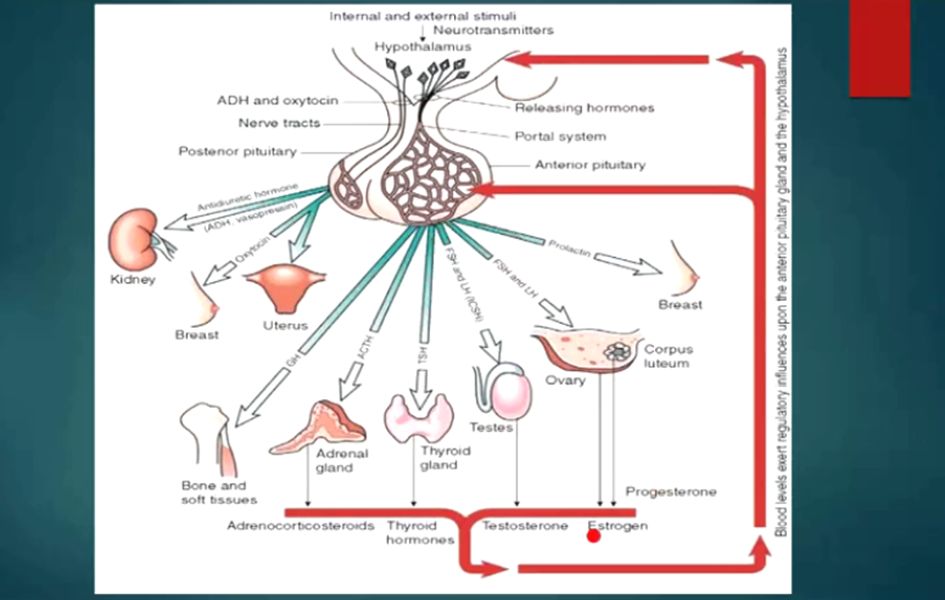 Internal and external stimuli
Neurotransmitters
Hypothalamus
ADH and oxytocin
Releasing hormones
Nerve tracts
Portal system
Posterior pituitary
Anterior pituitary
Antidiuretic hormone
(ADH, vasopressin)
Oxytocin
Prolactin
Kidney
Breast
Uterus
Breast
GH
ACTH
TSH
FSH and LH (ICSH)
FSH and LH
Corpus
luteum
Ovary
Testes
Adrenal
gland
Thyroid
gland
Bone and
soft tissues
Progesterone
Adrenocorticosteroids
Thyroid
hormones
Testosterone
Estrogen
Blood levels exert regulatory influences upon the anterior pituitary gland and the hypothalamus